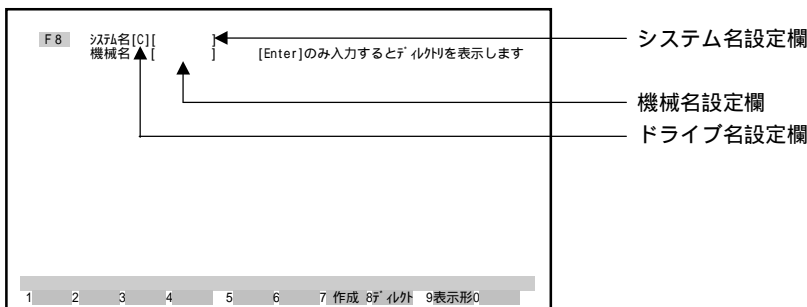 F8 ｼｽﾃﾑ名[C][ ] システム名設定欄
機械名 [ ] [Enter]のみ入力するとﾃﾞｨﾚｸﾄﾘを表示します
機械名設定欄
ドライブ名設定欄
1 2 3 4 5 6 7 作成 8ﾃﾞｨﾚｸﾄ 9表示形0